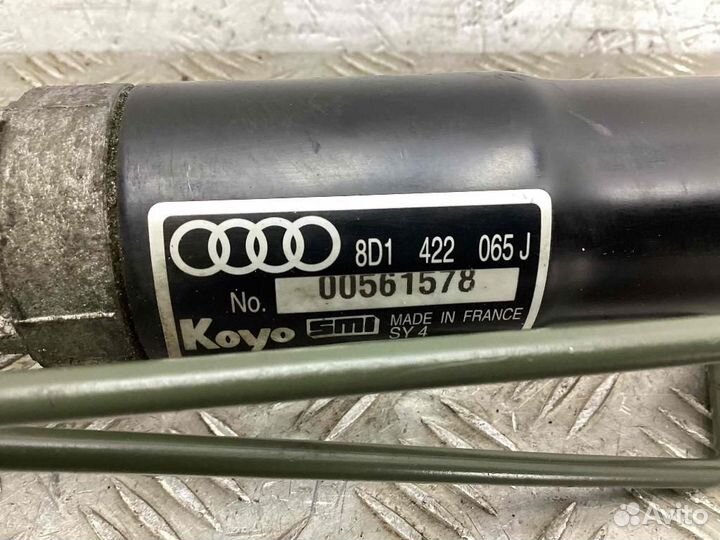 8D1 422 065 J
No. 00561578
Koyo smi MADE IN FRANCE
SY 4
Avito